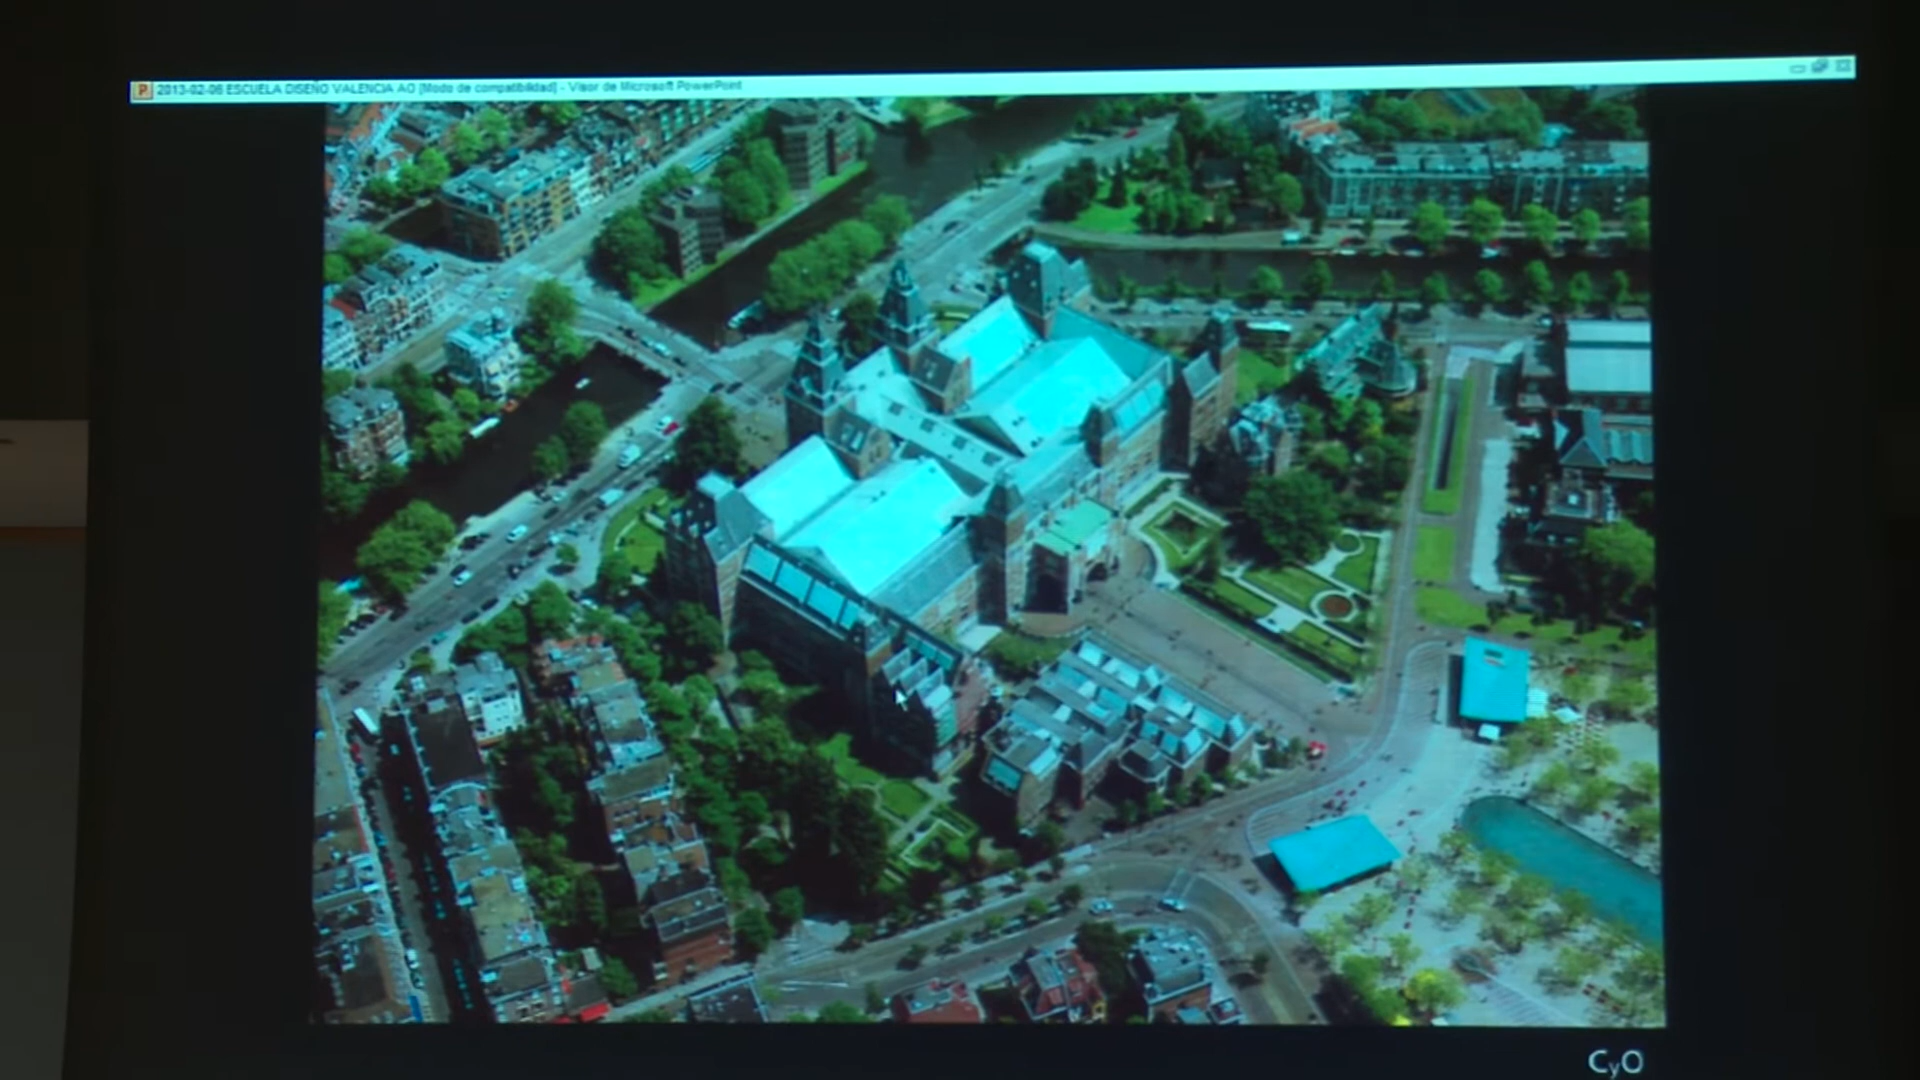 2013-02-06 ESCUELA DISEÑO VALENCIA AO [Modo de compatibilidad] - Visor de Microsoft PowerPoint
CyO